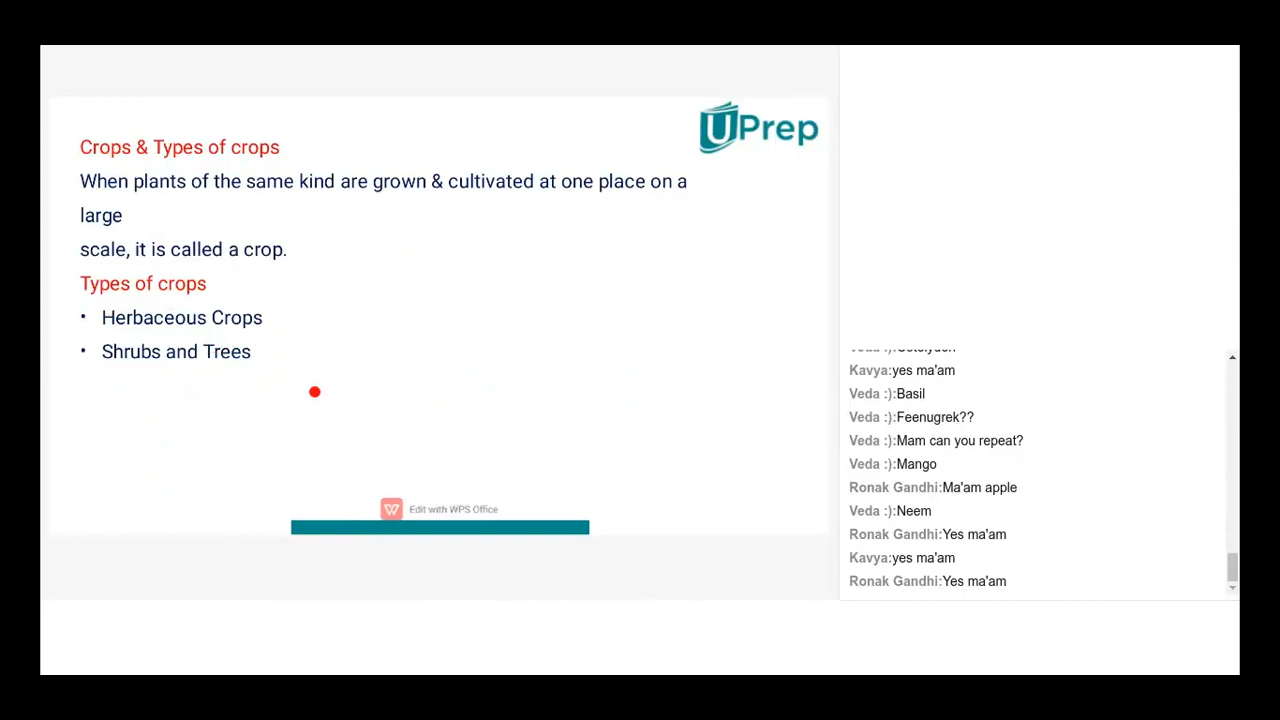 UPrep
Crops & Types of crops
When plants of the same kind are grown & cultivated at one place on a
large
scale, it is called a crop.
Types of crops
• Herbaceous Crops
• Shrubs and Trees
Edit with WPS Office
Kavya:yes ma'am
Veda :):Basil
Veda :):Feenugrek??
Veda :):Mam can you repeat?
Veda :):Mango
Ronak Gandhi:Ma'am apple
Veda :):Neem
Ronak Gandhi:Yes ma'am
Kavya:yes ma'am
Ronak Gandhi:Yes ma'am